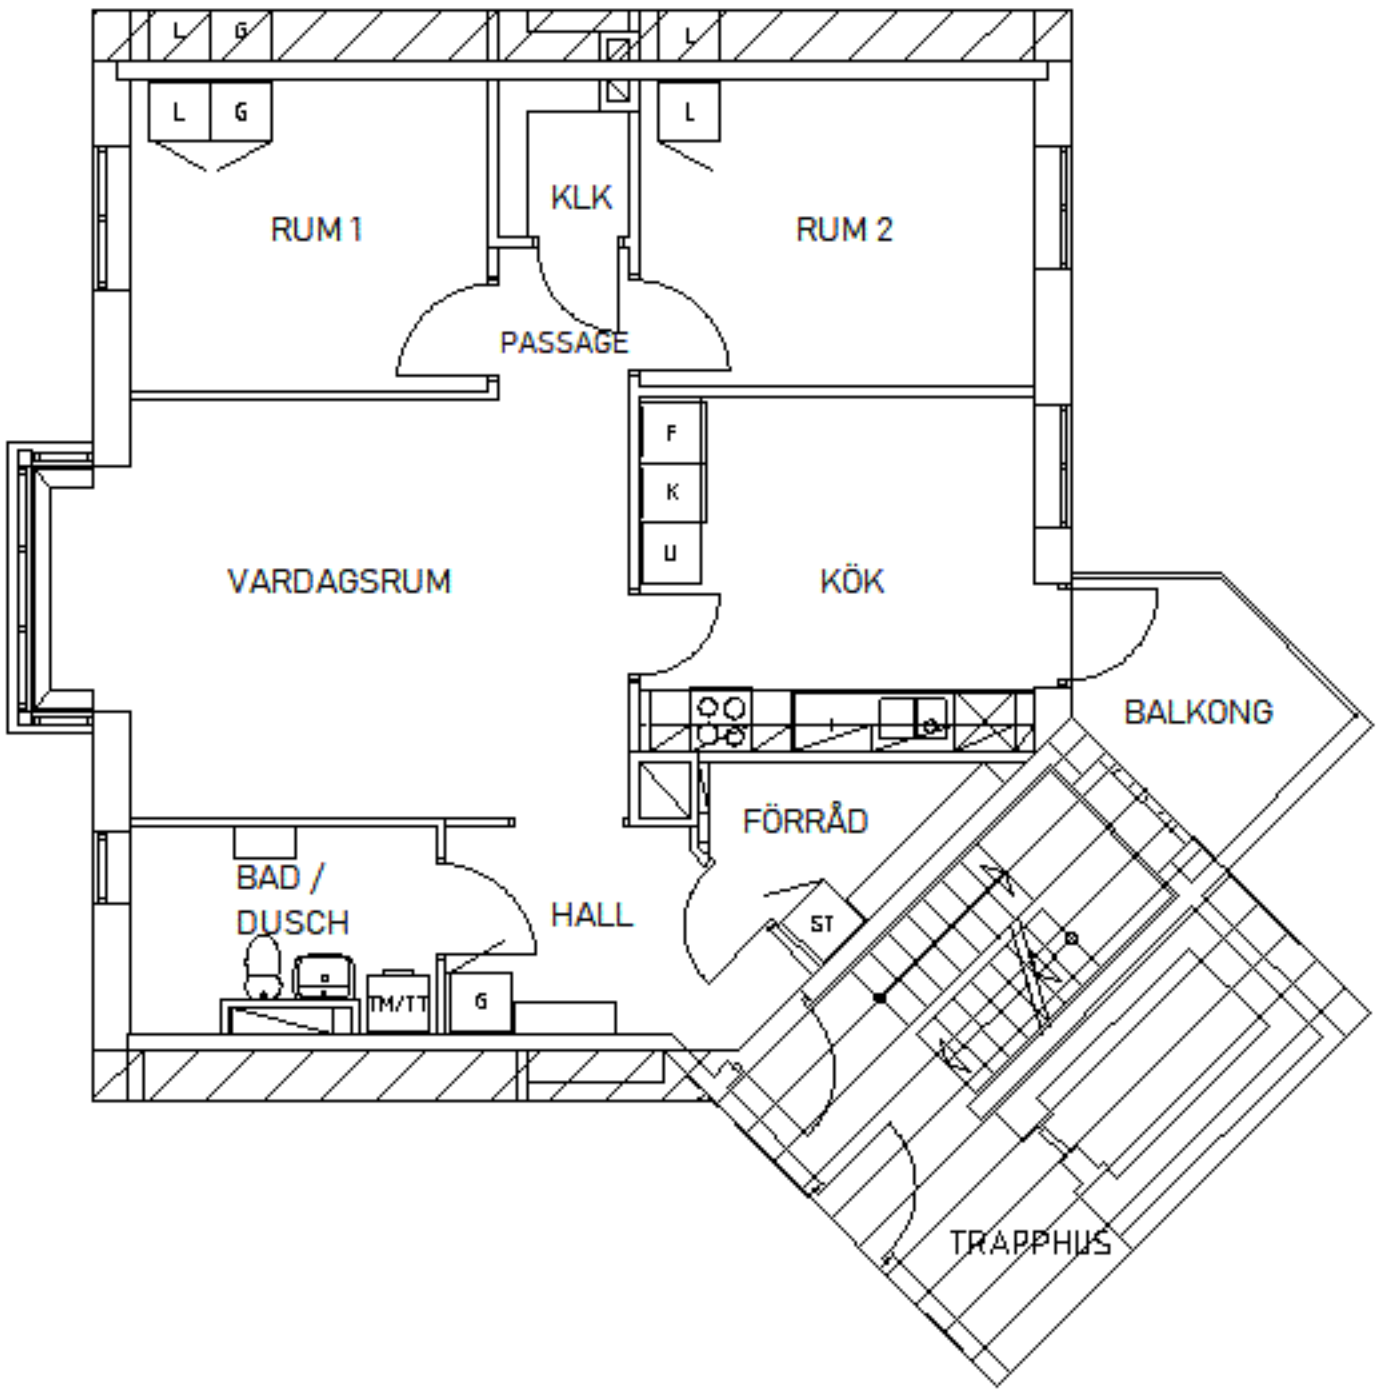 L G L
L G L
KLK
RUM 1 RUM 2
PASSAGE
F
K
U
VARDAGSRUM KÖK
BALKONG
FÖRRÅD
BAD /
DUSCH
HALL ST
TM/TT G
TRAPPHUS